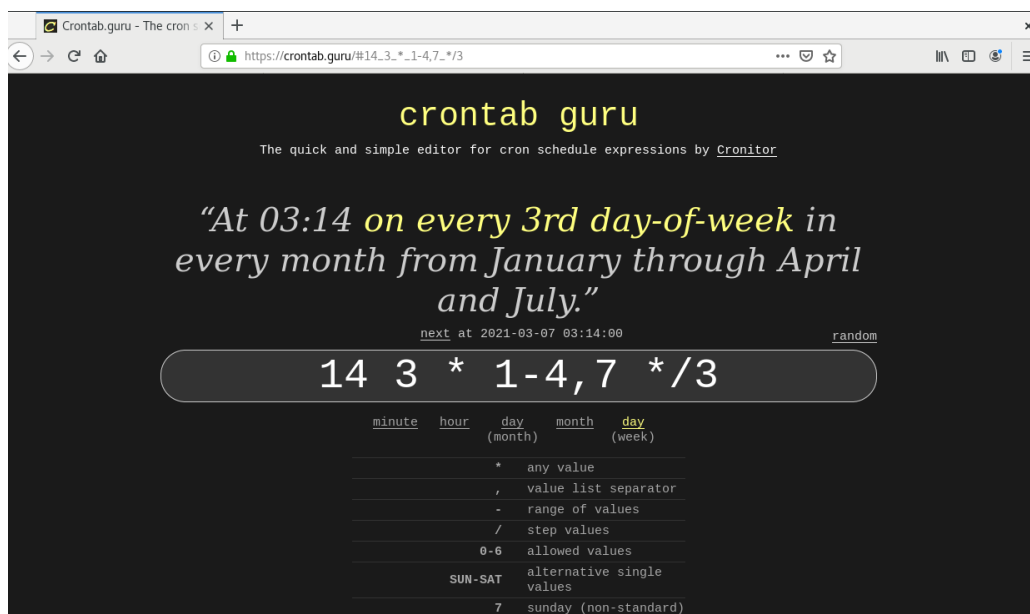 Crontab.guru - The cron s
https://crontab.guru/#14_3_*_1-4,7_*/3
crontab guru
The quick and simple editor for cron schedule expressions by Cronitor
“At 03:14 on every 3rd day-of-week in
every month from January through April
and July.”
next at 2021-03-07 03:14:00
random
14 3 * 1-4,7 */3
minute hour day month day
(month) (week)
* any value
, value list separator
- range of values
/ step values
0-6 allowed values
SUN-SAT alternative single
values
7 sunday (non-standard)